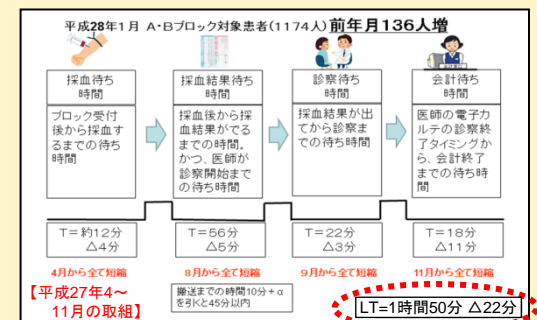 平成28年1月 A・Bブロック対象患者(1174人)前年月136人増
採血待ち
時間
ブロック受付
後から採血す
るまでの待ち
時間
採血結果待ち
時間
採血後から採
血結果がでる
までの時間。
かつ、医師が
診察開始まで
の待ち時間
診察待ち
時間
採血結果が出
てから診察ま
での待ち時間
会計待ち
時間
医師の電子カ
ルテの診察終
了タイミングか
ら、会計終了
までの待ち時
間
T=約12分
△4分
T=56分
△5分
T=22分
△3分
T=18分
△11分
4月から全て短縮
8月から全て短縮
9月から全て短縮
11月から全て短縮
【平成27年4~
11月の取組】
搬送までの時間10分+α
を引くと45分以内
LT=1時間50分 △22分